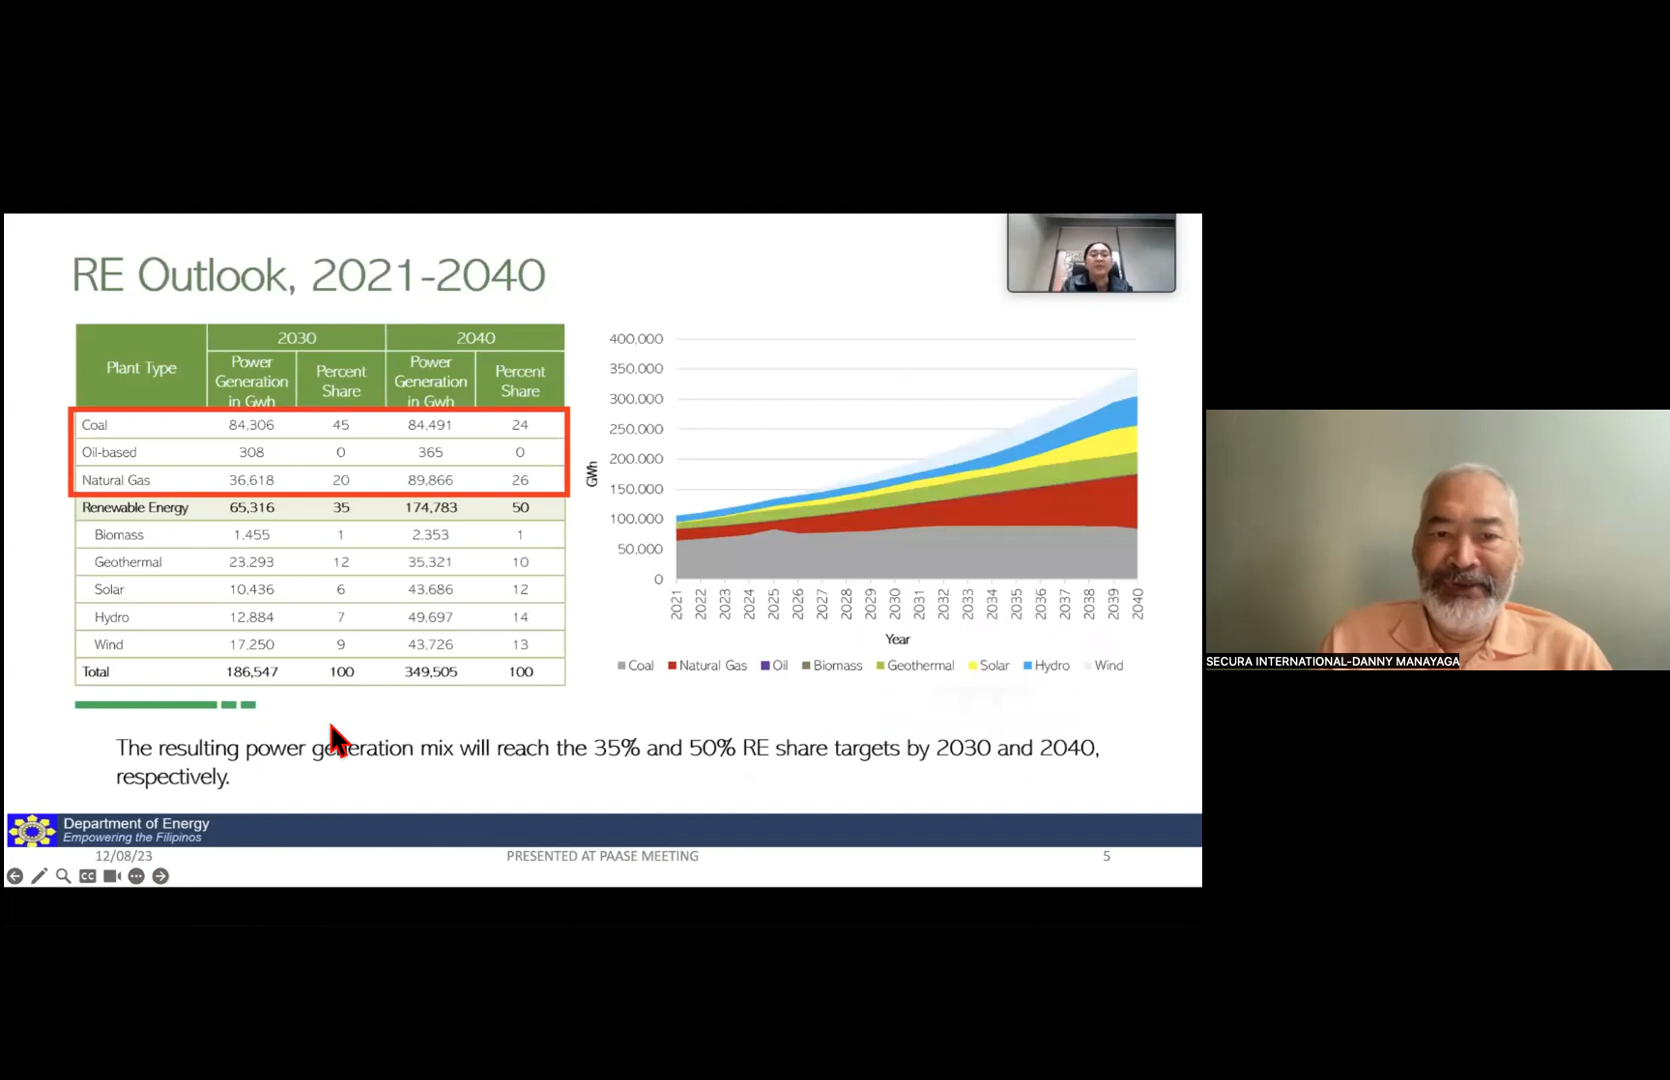 RE Outlook, 2021-2040
Plant Type
2030
2040
Power Generation in Gwh
Percent Share
Power Generation in Gwh
Percent Share
Coal 84,306 45 84,491 24
Oil-based 308 0 365 0
Natural Gas 36,618 20 89,866 26
Renewable Energy 65,316 35 174,783 50
Biomass 1,455 1 2,353 1
Geothermal 23,293 12 35,321 10
Solar 10,436 6 43,686 12
Hydro 12,884 7 49,697 14
Wind 17,250 9 43,726 13
Total 186,547 100 349,505 100
400,000
350,000
300,000
250,000
200,000
150,000
100,000
50,000
0
GWh
2021 2022 2023 2024 2025 2026 2027 2028 2029 2030 2031 2032 2033 2034 2035 2036 2037 2038 2039 2040
Year
Coal Natural Gas Oil Biomass Geothermal Solar Hydro Wind
The resulting power generation mix will reach the 35% and 50% RE share targets by 2030 and 2040,
respectively.
Department of Energy
Empowering the Filipinos
12/08/23 PRESENTED AT PAASE MEETING 5
CC
SECURA INTERNATIONAL-DANNY MANAYAGA